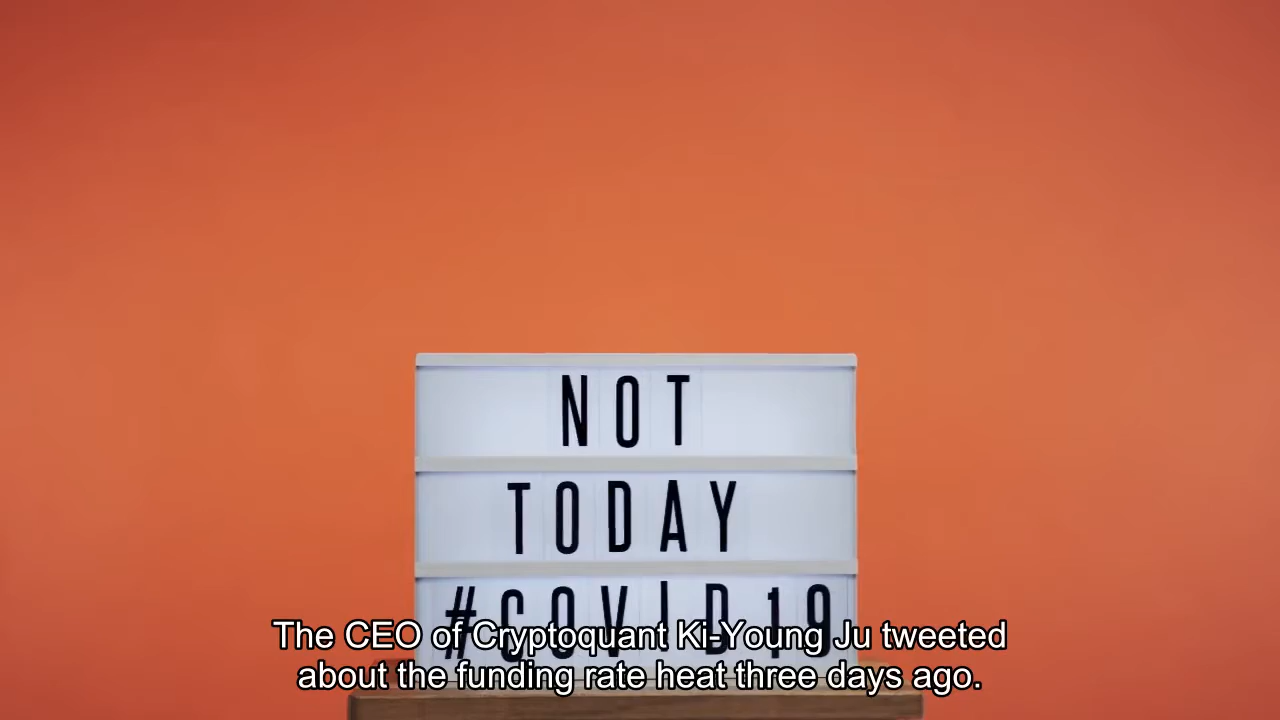 NOT
TODAY
#COVID19
The CEO of Cryptoquant Ki-Young Ju tweeted
about the funding rate heat three days ago.